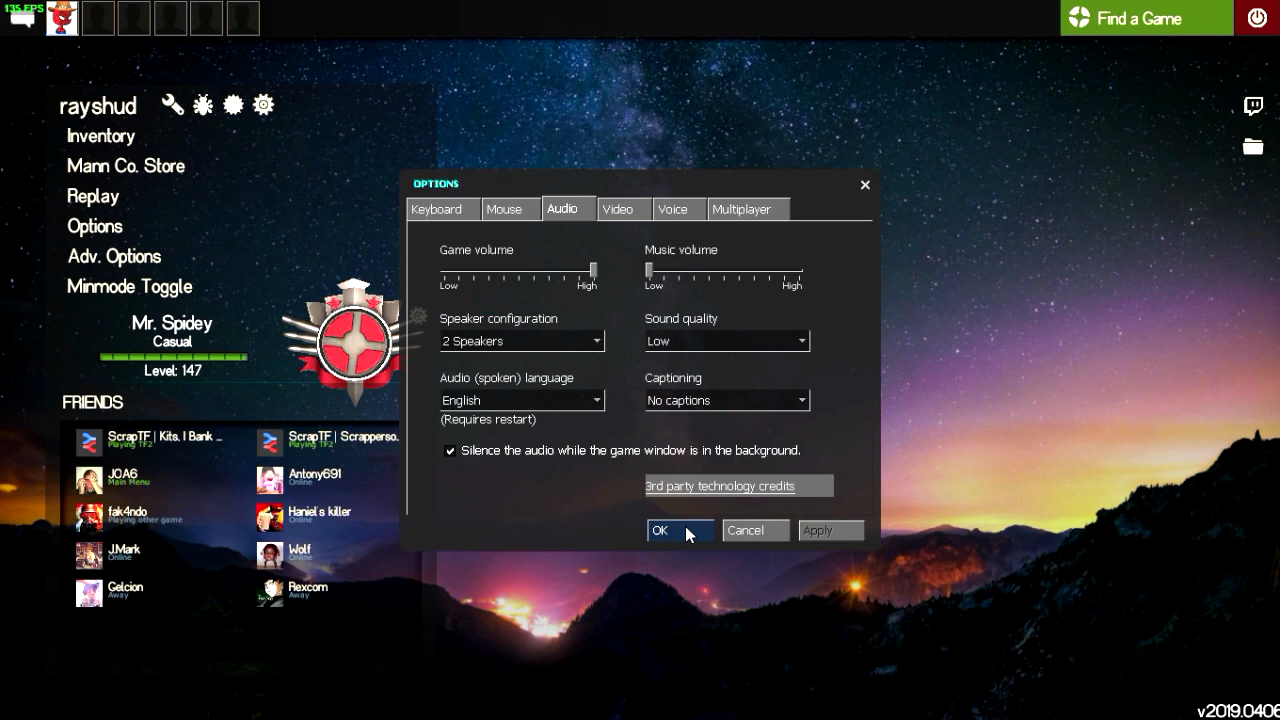 135 FPS
Find a Game
rayshud
Inventory
Mann Co. Store
Replay
Options
Adv. Options
Minmode Toggle
Mr. Spidey
Casual
Level: 147
FRIENDS
ScrapTF | Kits, I Bank ...
Playing TF2
ScrapTF | Scrapperso...
Playing TF2
JOA6
Main Menu
Antony691
Online
fak4ndo
Playing other game
Haniel's killer
Online
J.Mark
Online
Wolf
Online
Gelcion
Away
Rexcom
Away
OPTIONS
Keyboard Mouse Audio Video Voice Multiplayer
Game volume
Low High
Music volume
Low High
Speaker configuration
2 Speakers
Sound quality
Low
Audio (spoken) language
English
(Requires restart)
Captioning
No captions
Silence the audio while the game window is in the background.
3rd party technology credits
OK Cancel Apply
v2019.0406